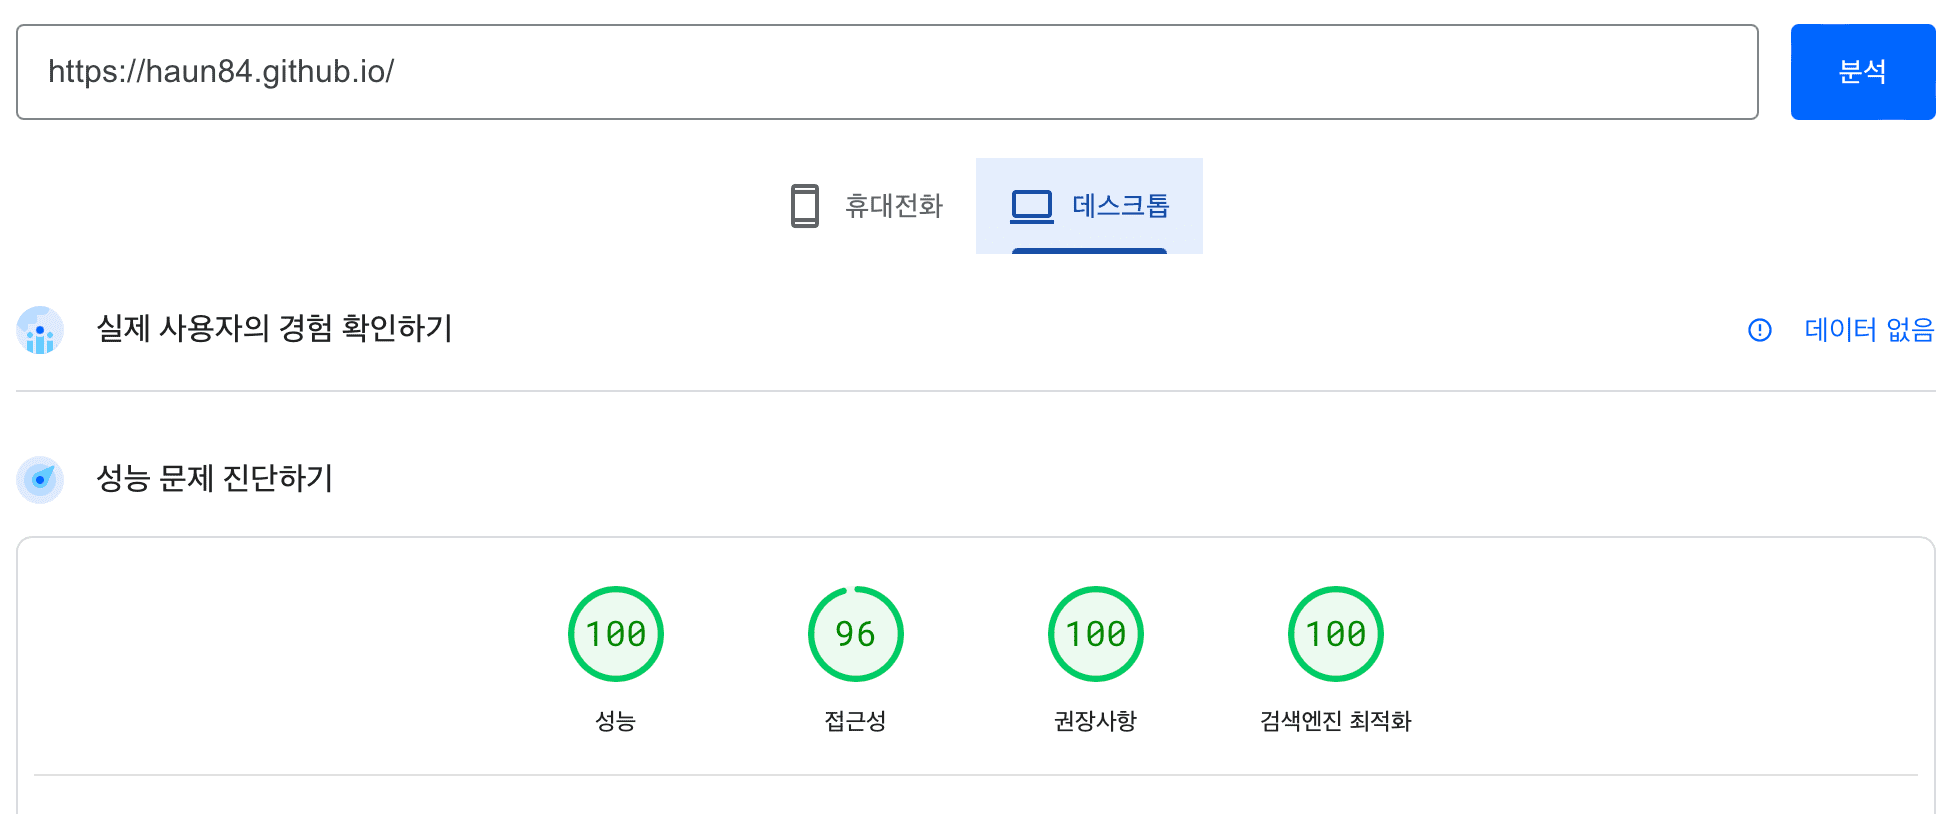 https://haun84.github.io/
분석
휴대전화
데스크톱
실제 사용자의 경험 확인하기
데이터 없음
성능 문제 진단하기
100
96
100
100
성능
접근성
권장사항
검색엔진 최적화